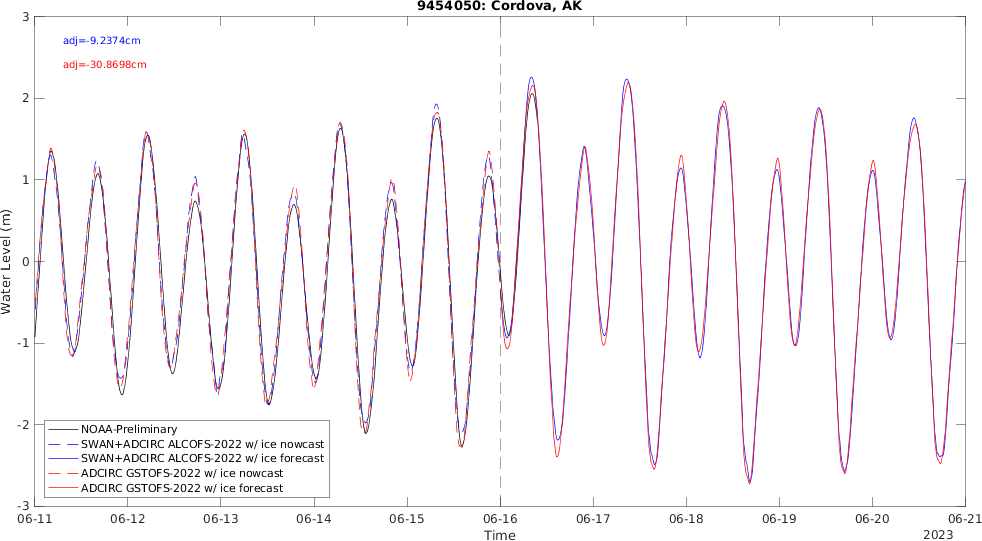 9454050: Cordova, AK
adj=-9.2374cm
adj=-30.8698cm
3
2
1
0
-1
-2
-3
Water Level (m)
NOAA-Preliminary
SWAN+ADCIRC ALCOFS-2022 w/ ice nowcast
SWAN+ADCIRC ALCOFS-2022 w/ ice forecast
ADCIRC GSTOFS-2022 w/ ice nowcast
ADCIRC GSTOFS-2022 w/ ice forecast
06-11 06-12 06-13 06-14 06-15 06-16 06-17 06-18 06-19 06-20 06-21
Time
2023